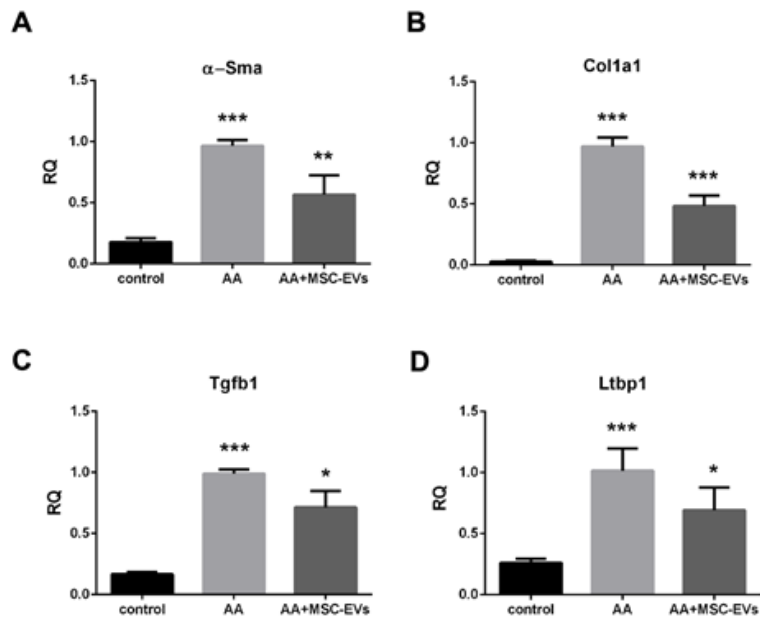 A
α–Sma
1.5
1.0
0.5
0.0
RQ
***
**
control AA AA+MSC-EVs
B
Col1a1
1.5
1.0
0.5
0.0
RQ
***
***
control AA AA+MSC-EVs
C
Tgfb1
1.5
1.0
0.5
0.0
RQ
***
*
control AA AA+MSC-EVs
D
Ltbp1
1.5
1.0
0.5
0.0
RQ
***
*
control AA AA+MSC-EVs